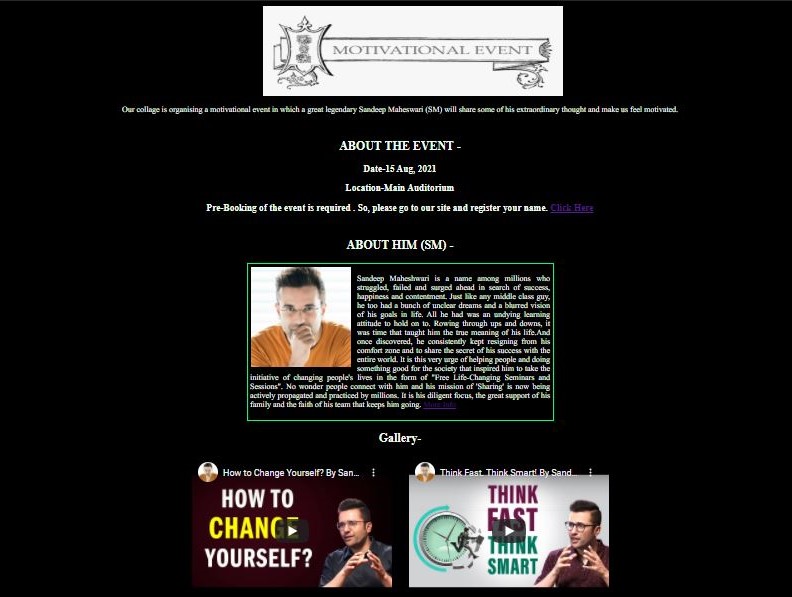 MOTIVATIONAL EVENT
Our collage is organising a motivational event in which a great legendary Sandeep Maheswari (SM) will share some of his extraordinary thought and make us feel motivated.
ABOUT THE EVENT -
Date-15 Aug, 2021
Location-Main Auditorium
Pre-Booking of the event is required . So, please go to our site and register your name. Click Here
ABOUT HIM (SM) -
Sandeep Maheshwari is a name among millions who
struggled, failed and surged ahead in search of success,
happiness and contentment. Just like any middle class guy,
he too had a bunch of unclear dreams and a blurred vision
of his goals in life. All he had was an undying learning
attitude to hold on to. Rowing through ups and downs, it
was time that taught him the true meaning of his life.And
once discovered, he consistently kept resigning from his
comfort zone and to share the secret of his success with the
entire world. It is this very urge of helping people and doing
something good for the society that inspired him to take the
initiative of changing people's lives in the form of "Free Life-Changing Seminars and
Sessions". No wonder people connect with him and his mission of 'Sharing' is now being
actively propagated and practiced by millions. It is his diligent focus, the great support of his
family and the faith of his team that keeps him going.
Gallery-
How to Change Yourself? By San...
HOW TO
CHANGE
YOURSELF?
Think Fast, Think Smart! By Sand...
THINK
FAST
THINK
SMART